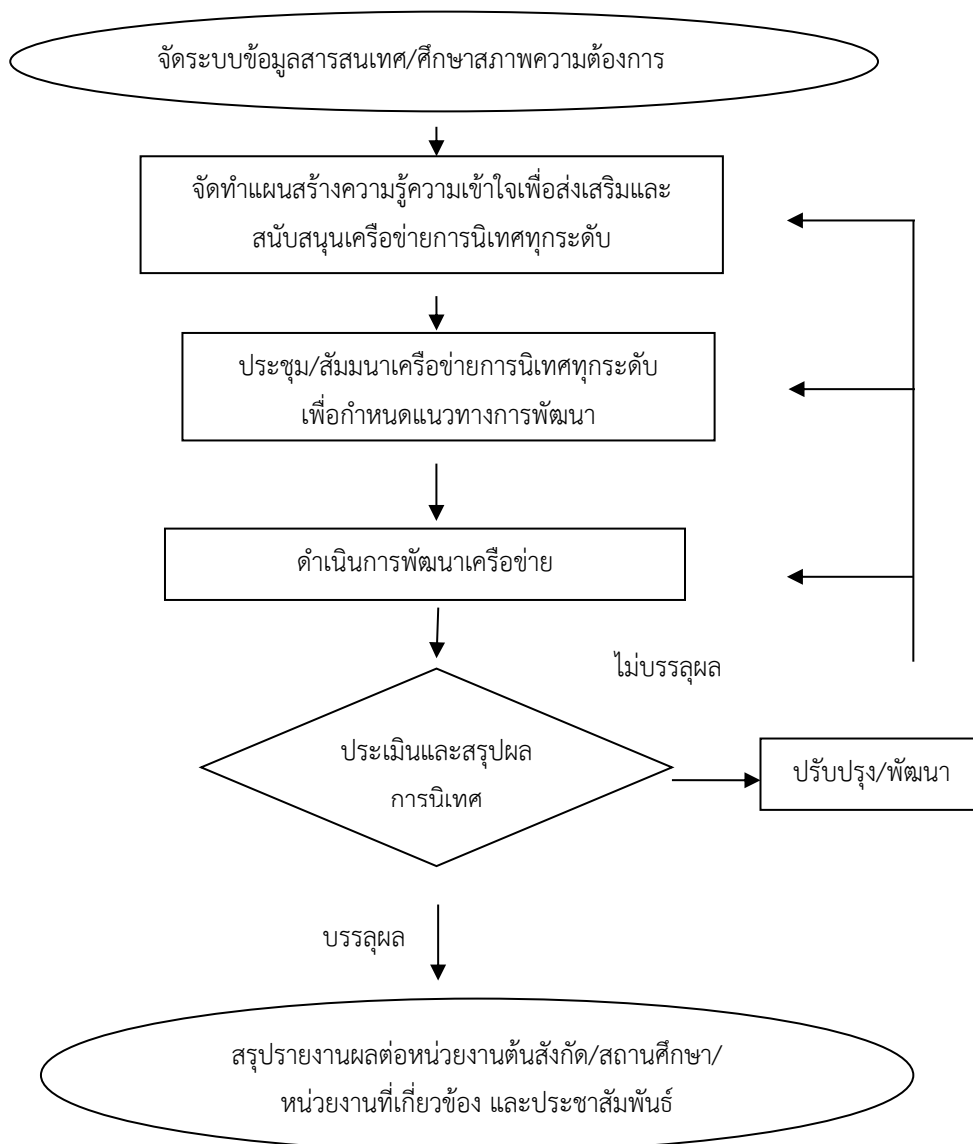 จัดระบบข้อมูลสารสนเทศ/ศึกษาสภาพความต้องการ
จัดทำแผนสร้างความรู้ความเข้าใจเพื่อส่งเสริมและ
สนับสนุนเครือข่ายการนิเทศทุกระดับ
ประชุม/สัมมนาเครือข่ายการนิเทศทุกระดับ
เพื่อกำหนดแนวทางการพัฒนา
ดำเนินการพัฒนาเครือข่าย
ไม่บรรลุผล
ประเมินและสรุปผล
การนิเทศ
ปรับปรุง/พัฒนา
บรรลุผล
สรุปรายงานผลต่อหน่วยงานต้นสังกัด/สถานศึกษา/
หน่วยงานที่เกี่ยวข้อง และประชาสัมพันธ์